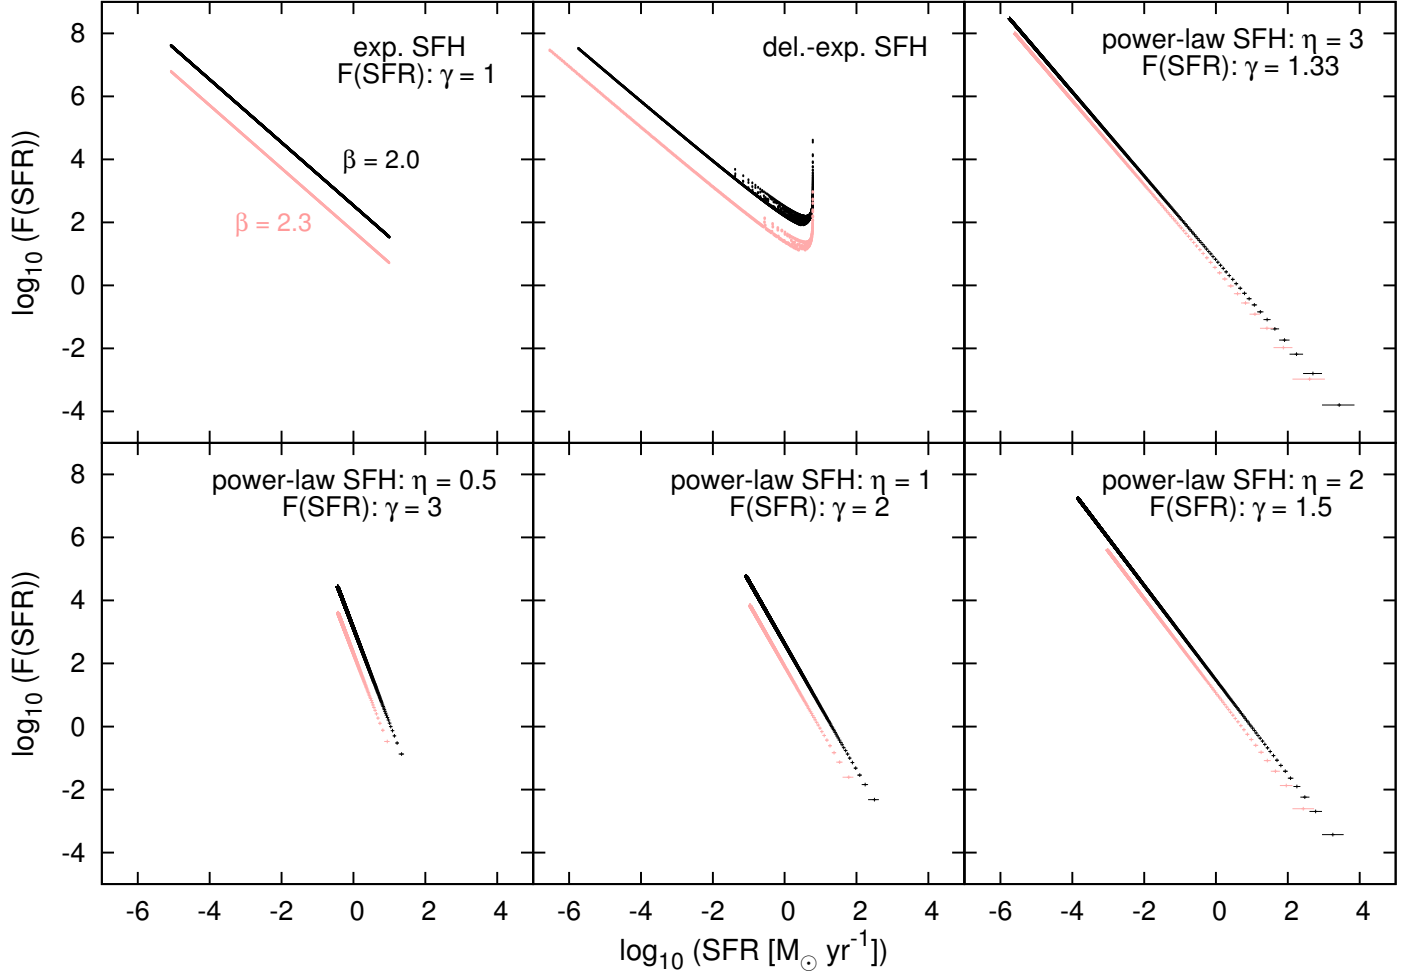 exp. SFH
F(SFR): γ = 1
β = 2.0
β = 2.3
del.-exp. SFH
power-law SFH: η = 3
F(SFR): γ = 1.33
8
6
4
2
0
-2
-4
log10 (F(SFR))
power-law SFH: η = 0.5
F(SFR): γ = 3
power-law SFH: η = 1
F(SFR): γ = 2
power-law SFH: η = 2
F(SFR): γ = 1.5
8
6
4
2
0
-2
-4
log10 (F(SFR))
-6 -4 -2 0 2 4
-6 -4 -2 0 2 4
-6 -4 -2 0 2 4
log10 (SFR [M⊙ yr-1])